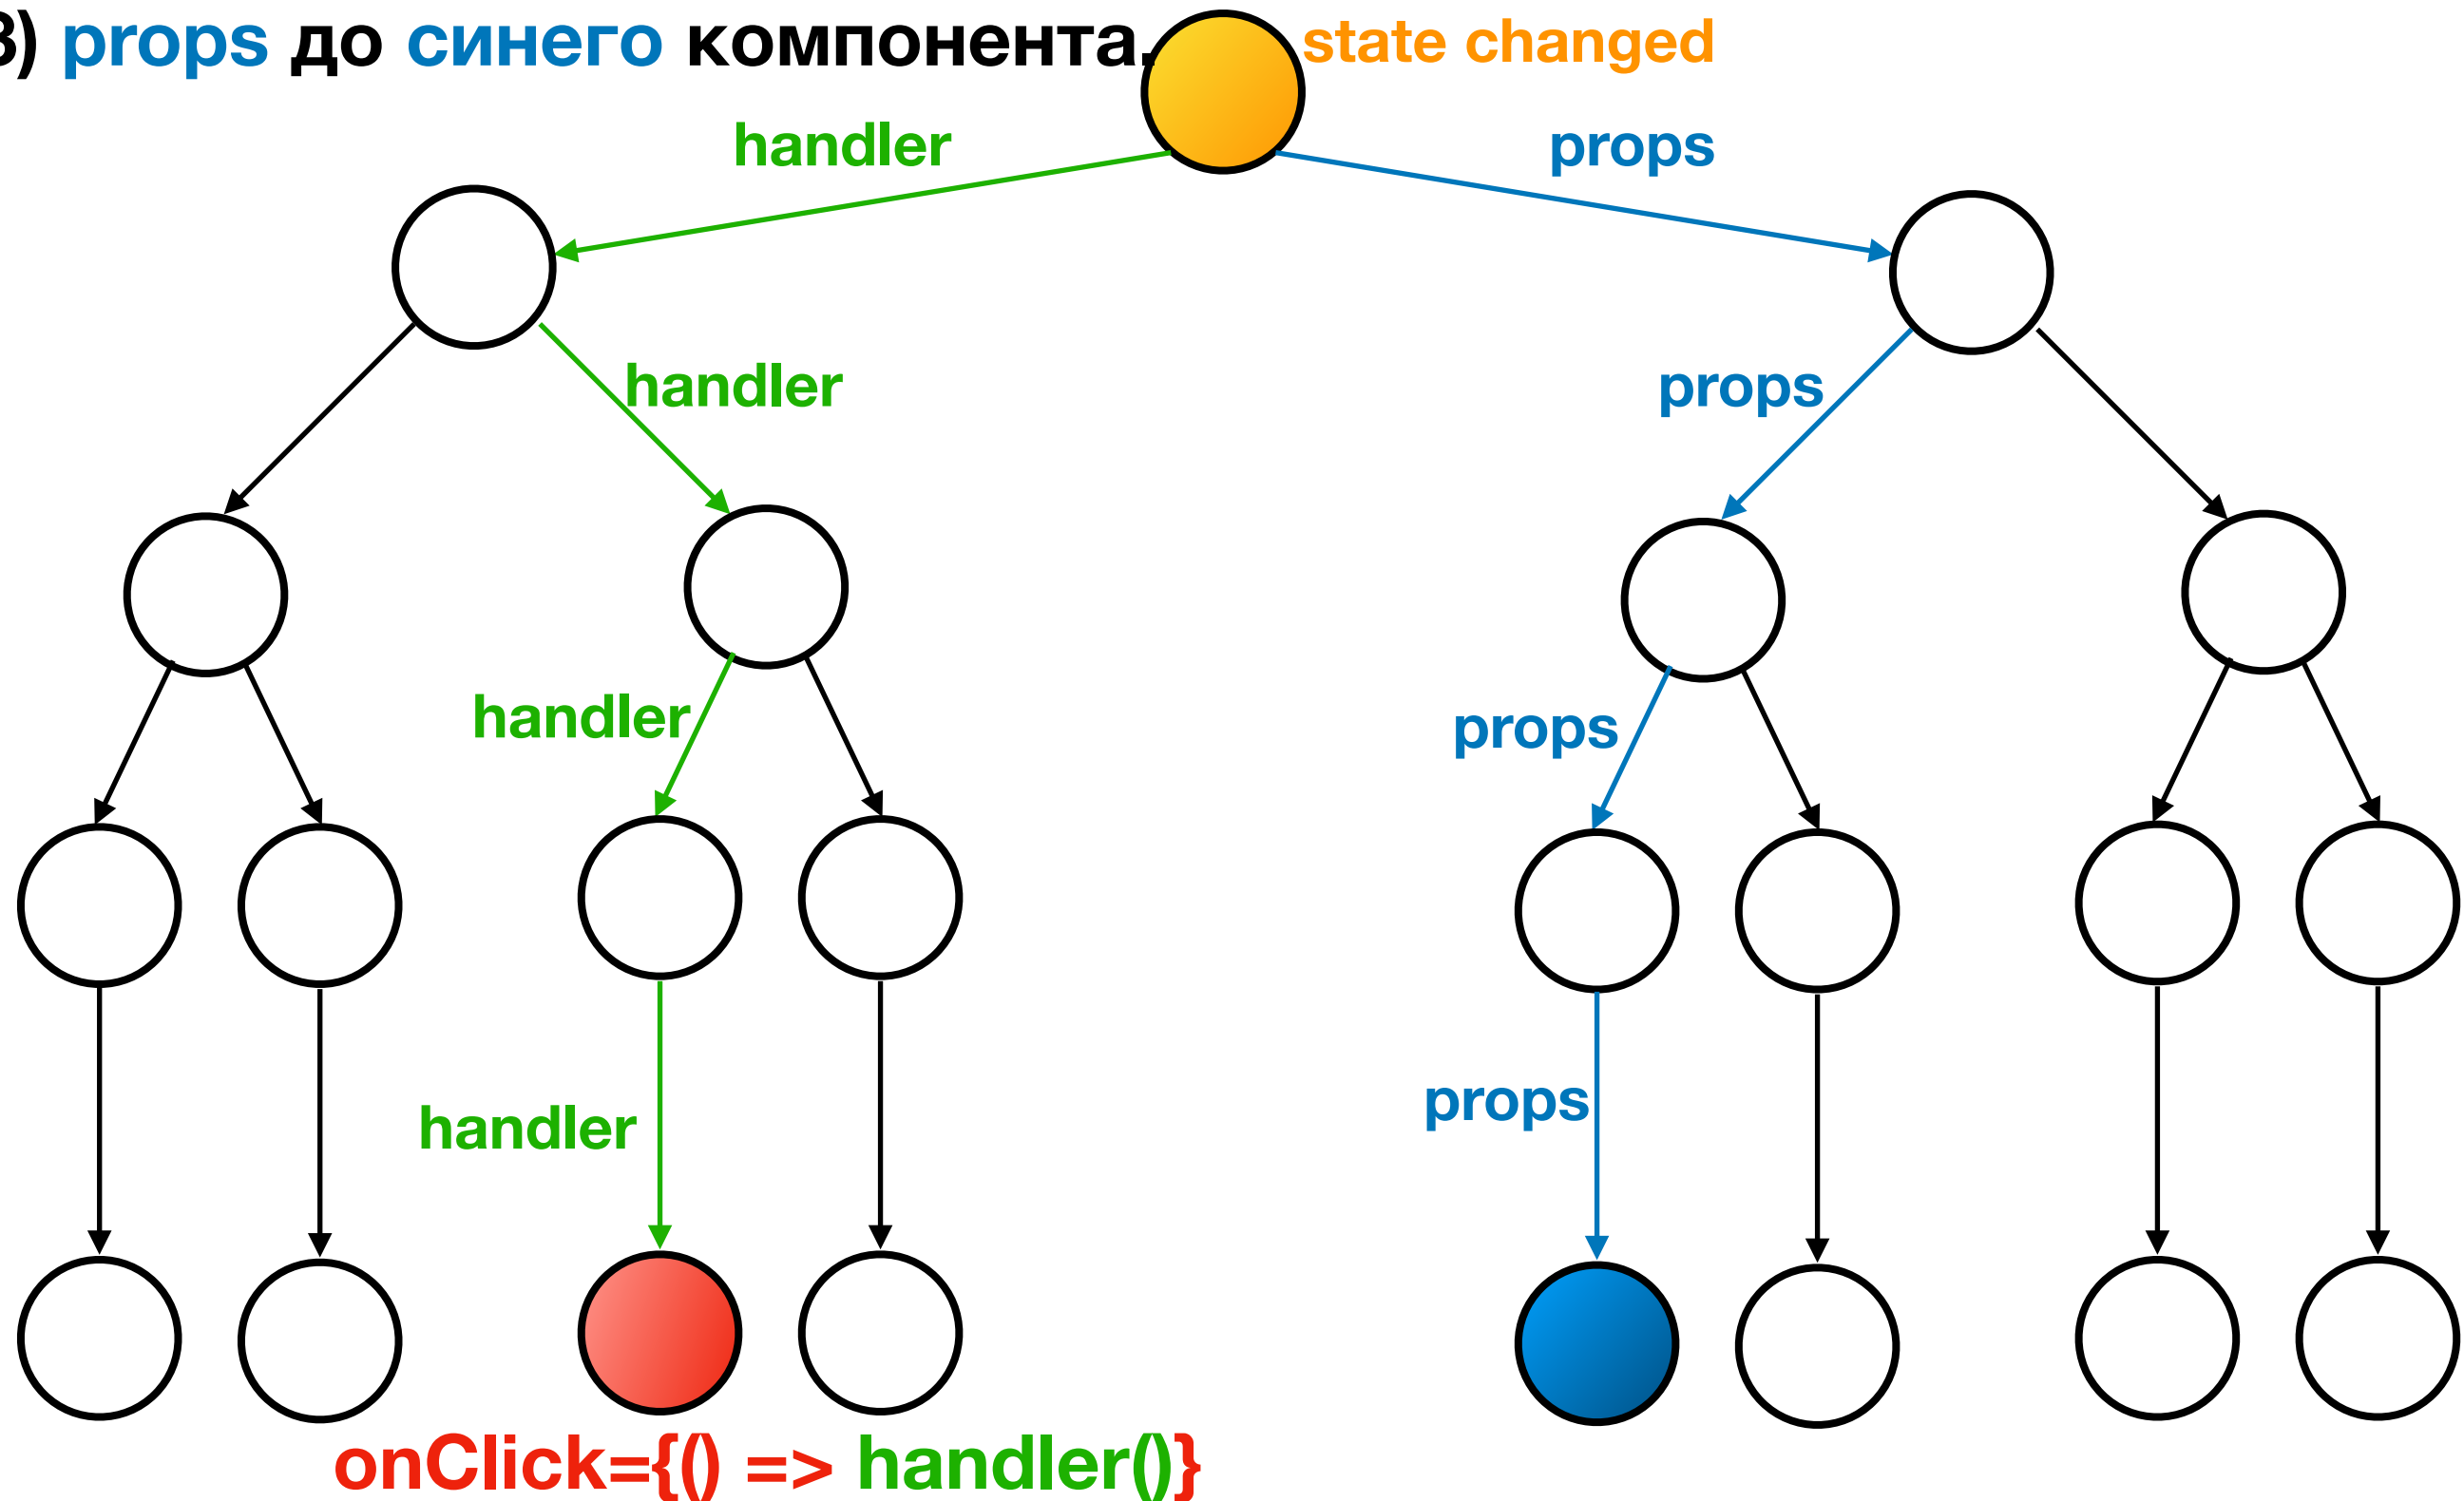 3) props до синего компонента.
state changed
handler
props
handler
props
handler
props
handler
props
onClick={() => handler()}